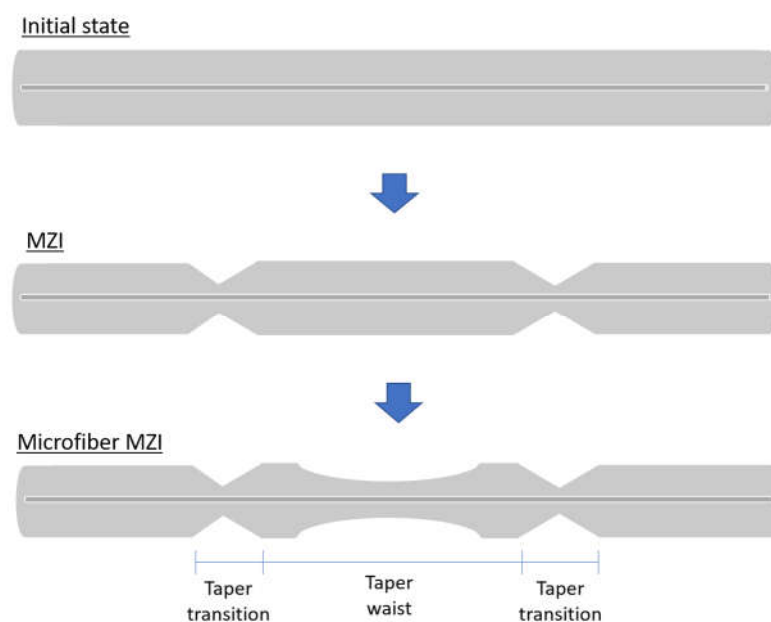 Initial state
MZI
Microfiber MZI
Taper
transition
Taper
waist
Taper
transition